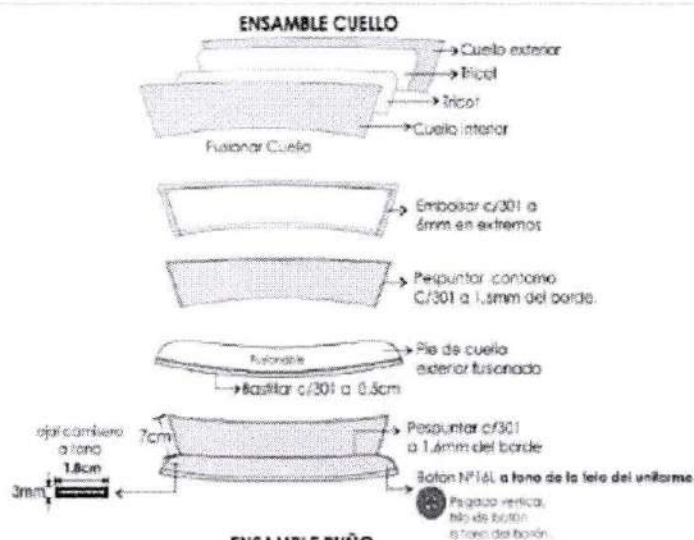 ENSAMBLE CUELLO
Cuello exterior
Tricot
Tricot
Cuello interior
Fusionar Cuello
Embolsar c/301 a
6mm en extremos
Pespuntar contorno
C/301 a 1.6mm del borde.
Fusionable
Pie de cuello
exterior fusionado
Bastillar c/301 a 0.5cm
ojal camisero
a tono
1.8cm
3mm
7cm
Pespuntar c/301
a 1.6mm del borde
Boton N°16L a tono de la tela del uniforme
Pegado vertical,
hilo de botón
a tono del botón.
ENSAMBLE PUÑO